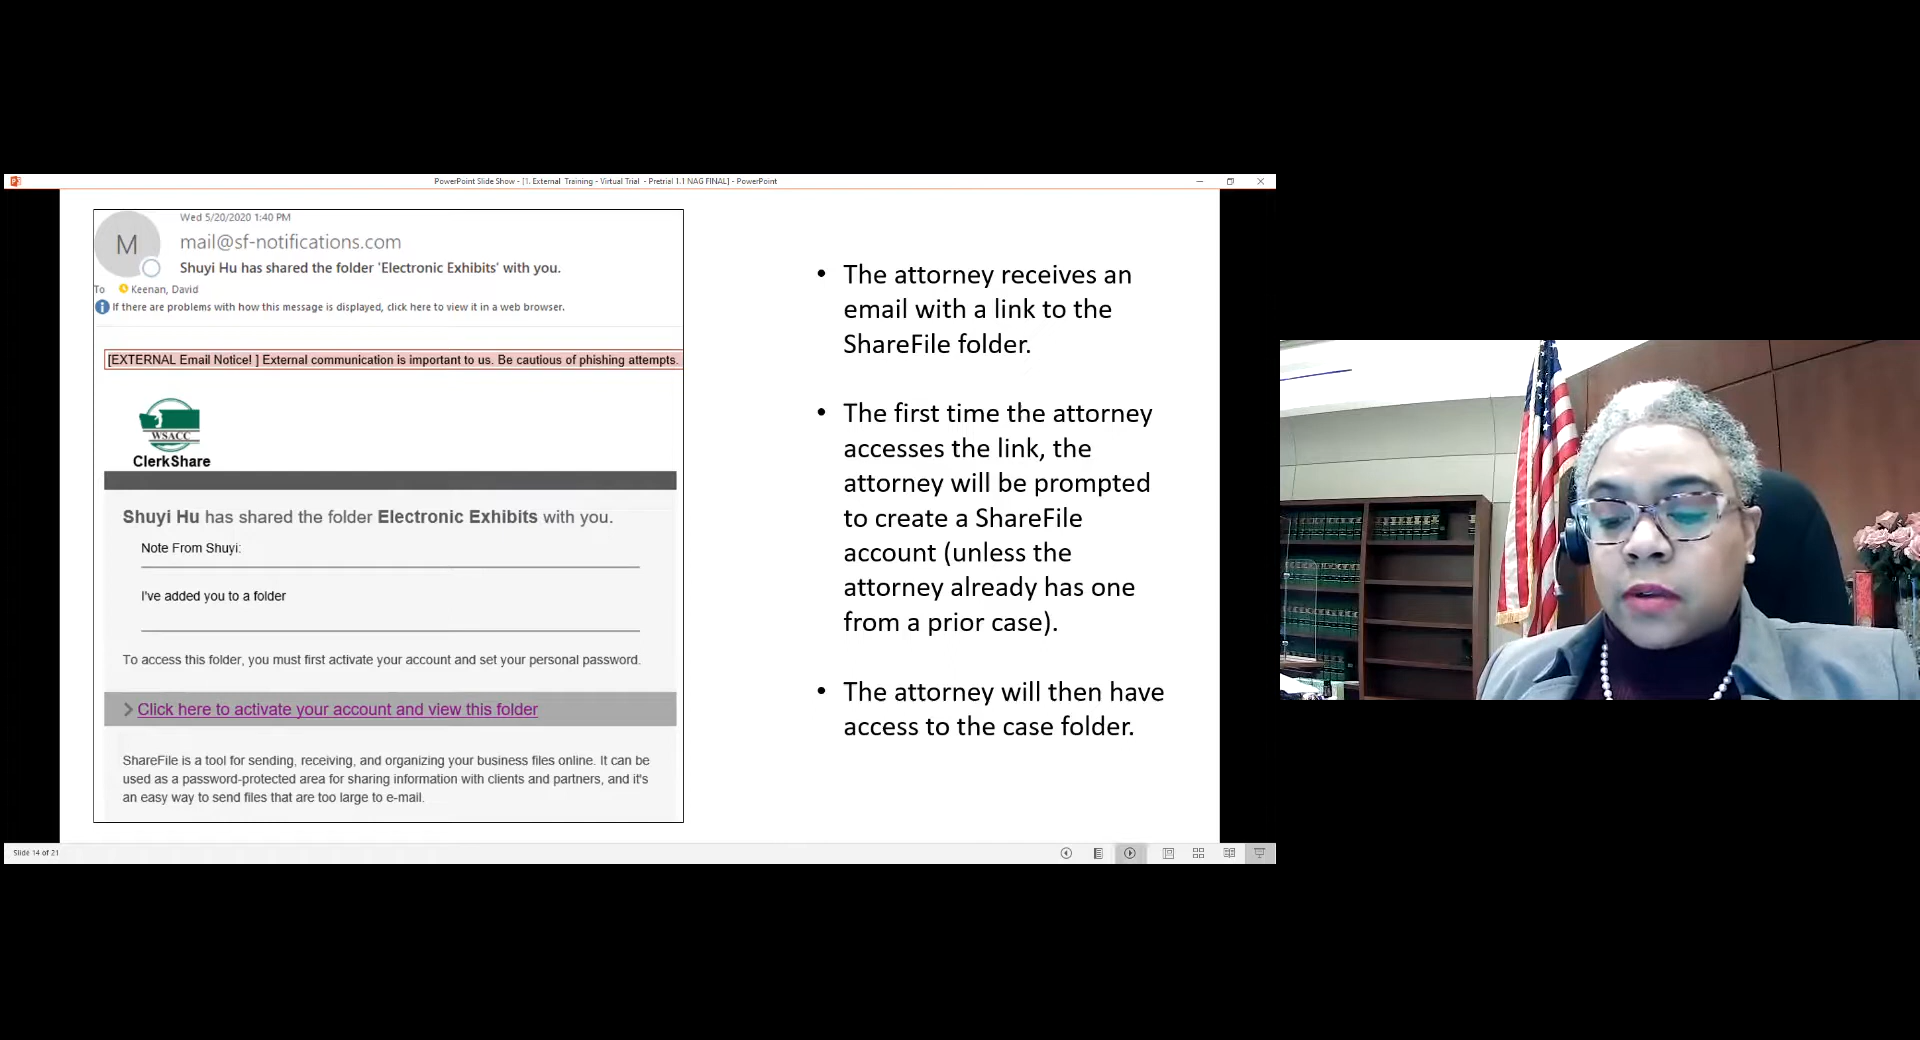 PowerPoint Slide Show - [1. External Training - Virtual Trial - Pretrial 1.1 NAG FINAL] - PowerPoint
Wed 5/20/2020 1:40 PM
M
mail@sf-notifications.com
Shuyi Hu has shared the folder 'Electronic Exhibits' with you.
To Keenan, David
If there are problems with how this message is displayed, click here to view it in a web browser.
[EXTERNAL Email Notice! ] External communication is important to us. Be cautious of phishing attempts.
WSACC
ClerkShare
Shuyi Hu has shared the folder Electronic Exhibits with you.
Note From Shuyi:
I've added you to a folder
To access this folder, you must first activate your account and set your personal password.
Click here to activate your account and view this folder
ShareFile is a tool for sending, receiving, and organizing your business files online. It can be
used as a password-protected area for sharing information with clients and partners, and it's
an easy way to send files that are too large to e-mail.
• The attorney receives an
email with a link to the
ShareFile folder.
• The first time the attorney
accesses the link, the
attorney will be prompted
to create a ShareFile
account (unless the
attorney already has one
from a prior case).
• The attorney will then have
access to the case folder.
Slide 14 of 21